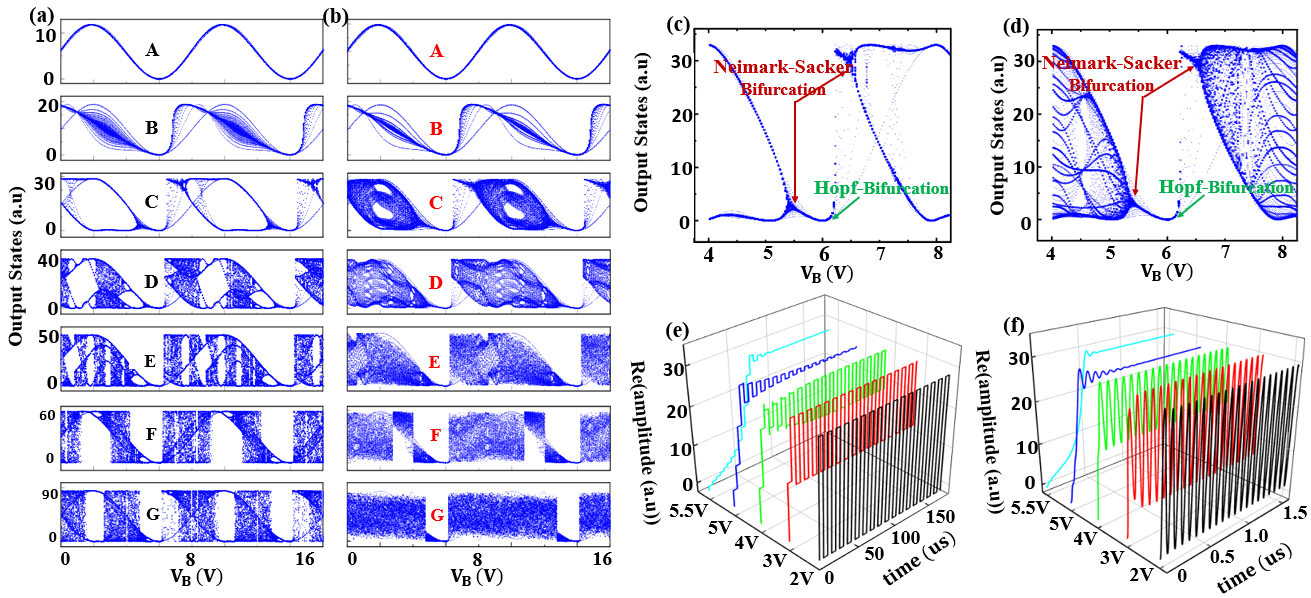 (a)
(b)
Output States (a.u)
10
0
A
A
20
0
B
B
30
0
C
C
40
0
D
D
50
0
E
E
60
0
F
F
90
0
G
G
0 8 16
0 8 16
V_B (V)
V_B (V)
(c)
Output States (a.u)
30
20
10
0
Neimark-Sacker
Bifurcation
Hopf-Bifurcation
4 5 6 7 8
V_B (V)
(d)
Output States (a.u)
30
20
10
0
Neimark-Sacker
Bifurcation
Hopf-Bifurcation
4 5 6 7 8
V_B (V)
(e)
Re(amplitude (a.u))
30
20
10
0
5.5V
5V
4V
3V
2V
0
50
100
150
time (us)
(f)
Re(amplitude (a.u))
30
20
10
0
5.5V
5V
4V
3V
2V
0
0.5
1.0
1.5
time (us)